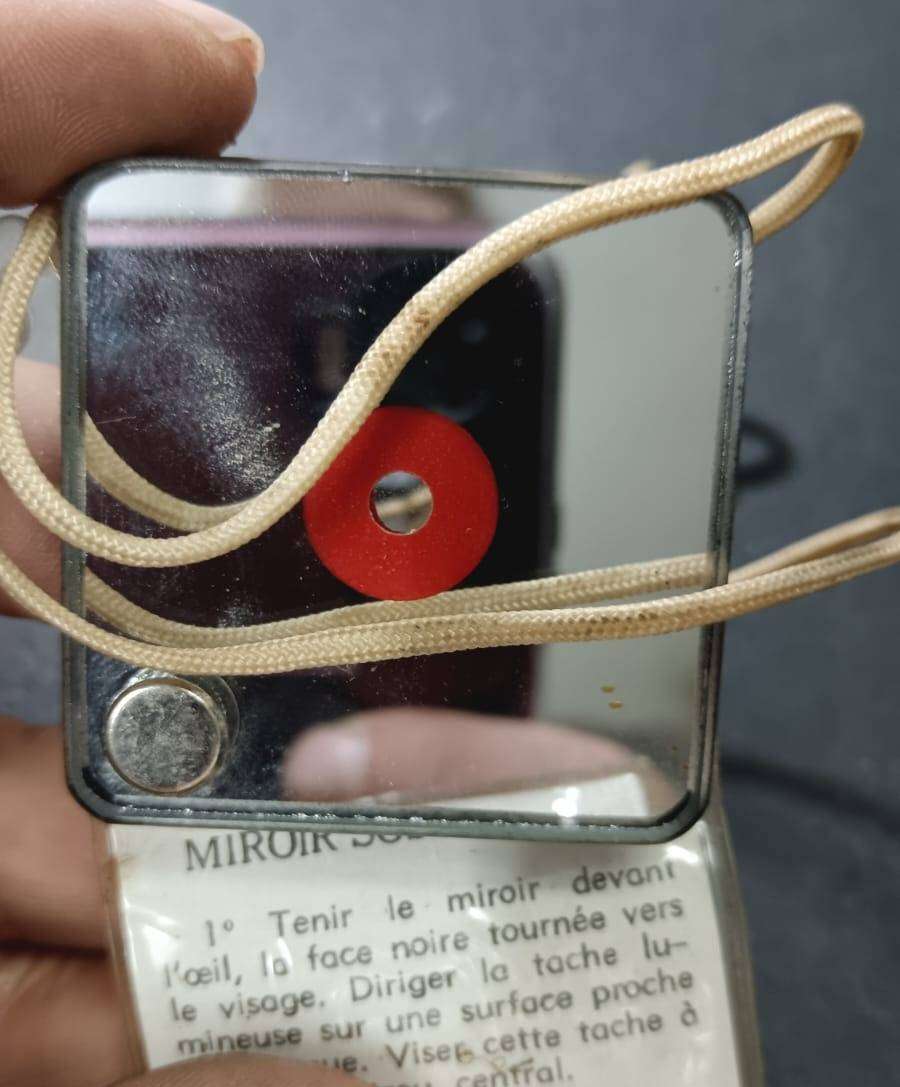 MIROIR
1° Tenir le miroir devant
l'œil, la face noire tournée vers
le visage. Diriger la tache lu-
mineuse sur une surface proche
ue. Viser cette tache à
central.